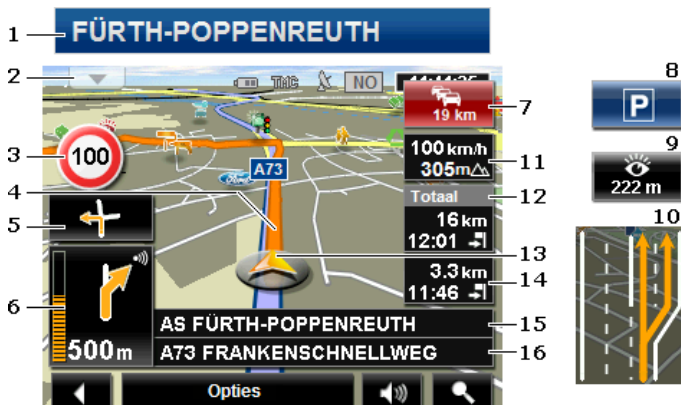 1 FÜRTH-POPPENREUTH
2 TMC NO
8
P
7 19 km
3 100
9
222 m
100 km/h
305m 11
A73 Ford
Totaal 12
4
16 km
12:01
10
5
13
3.3 km
11:46 14
6
500m
AS FÜRTH-POPPENREUTH 15
A73 FRANKENSCHNELLWEG 16
Opties